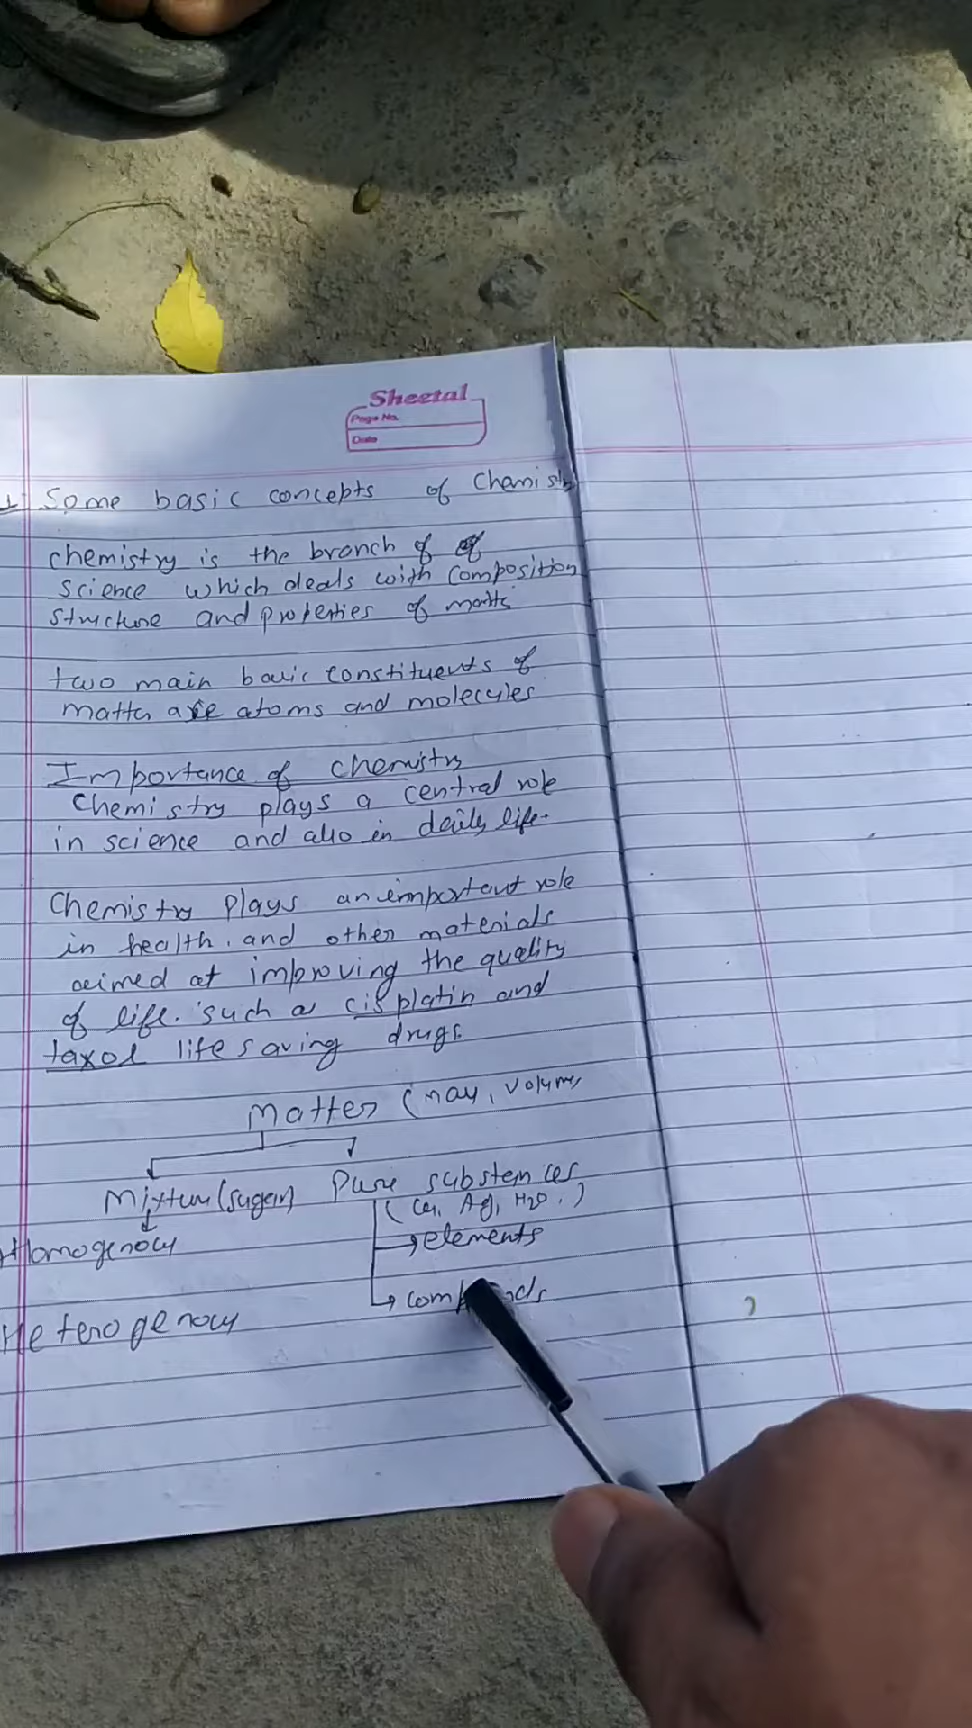 Sheetal
Page No.
Date
1. Some basic concepts of Chemistry
chemistry is the branch of of
science which deals with composition
structure and properties of matte
two main basic constituents of
matter are atoms and molecules
Importance of chemistry
Chemistry plays a central role
in science and also in daily life.
Chemistry plays an important role
in health, and other materials
aimed at improving the quality
of life. such as cisplatin and
taxol life saving drugs.
Matter (mass, volume,
Mixture (sugar) Pure substences
(Cu, Ag, H2O.)
Homogenous → elements
→ compounds
Heterogenous